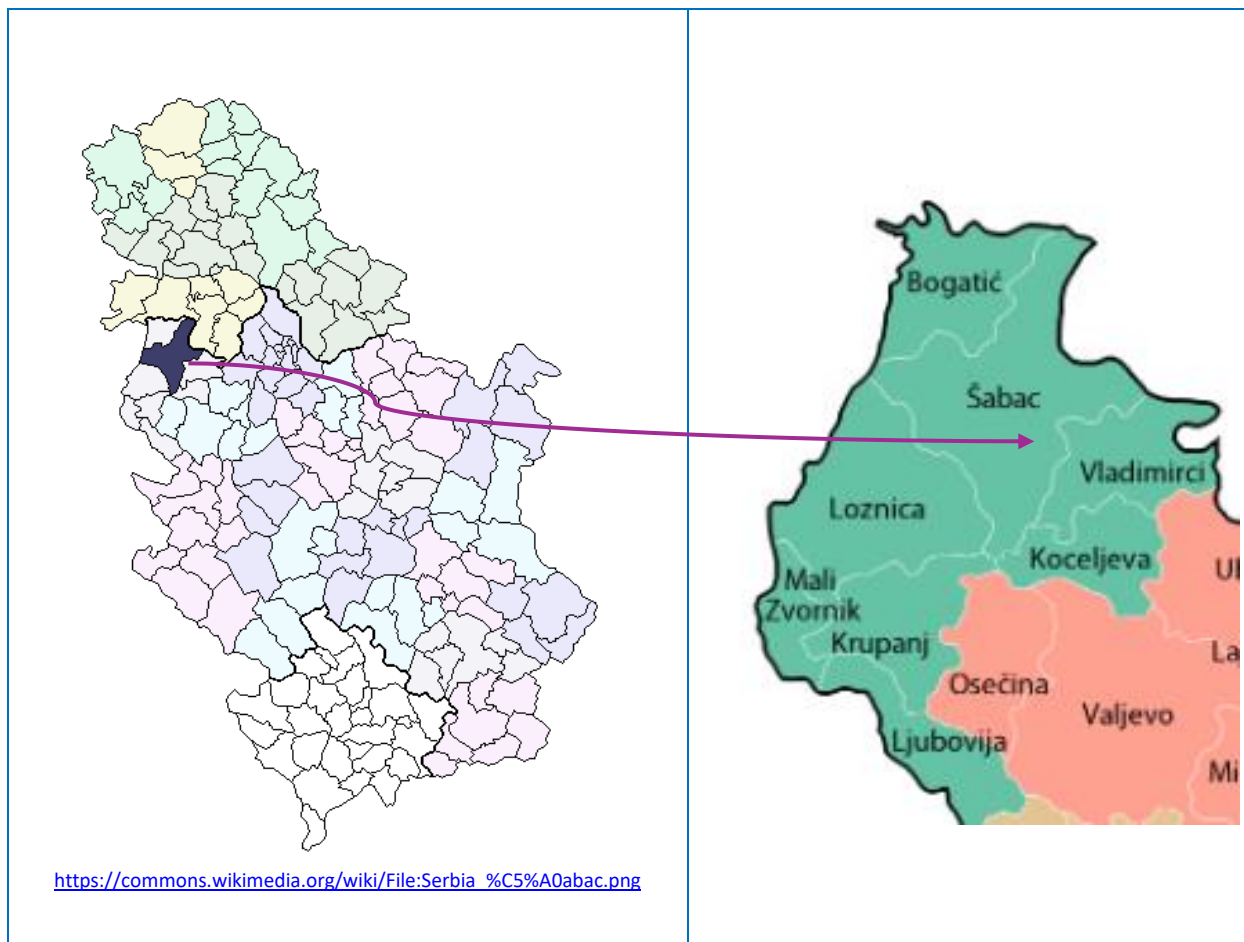 https://commons.wikimedia.org/wiki/File:Serbia_%C5%A0abac.png
Bogatić
Šabac
Vladimirci
Loznica
Koceljeva
Mali
Zvornik
Krupanj
Osečina
Valjevo
Ljubovija